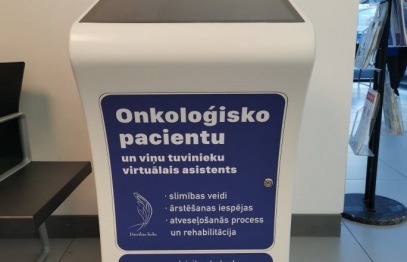 Onkoloģisko
pacientu
un viņu tuvinieku
virtuālais asistents
· slimības veidi
· ārstēšanas iespējas
· atveseļošanās process
un rehabilitācija